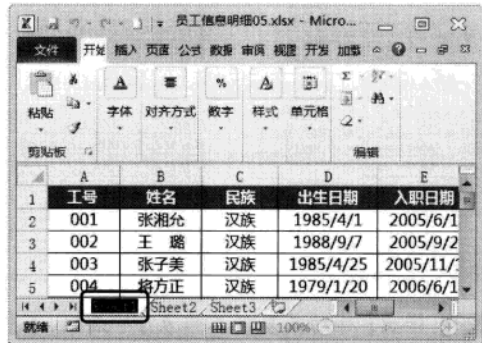 员工信息明细05.xlsx - Micro...
文件 开始 插入 页面 公式 数据 审阅 视图 开发 加载
粘贴 字体 对齐方式 数字 样式 单元格
剪贴板 编辑
A B C D E
1 工号 姓名 民族 出生日期 入职日期
2 001 张湘允 汉族 1985/4/1 2005/6/1
3 002 王 璐 汉族 1988/9/7 2005/9/2
4 003 张子美 汉族 1985/4/25 2005/11/
5 004 将方正 汉族 1979/1/20 2006/6/1
Sheet2 Sheet3
就绪 100%